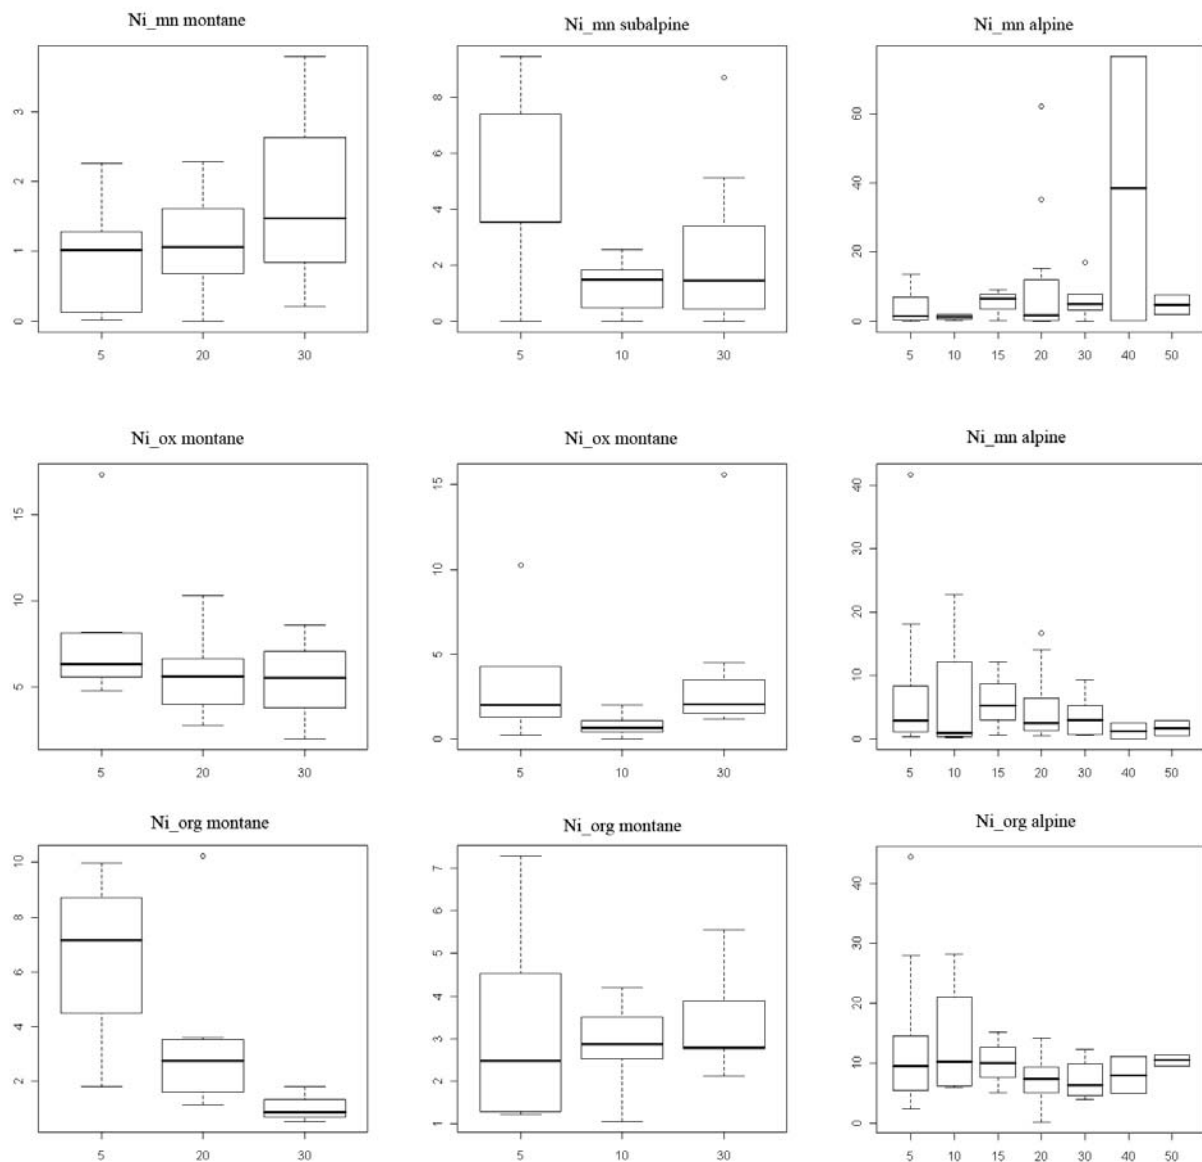 Ni_mn montane
Ni_mn subalpine
Ni_mn alpine
0 1 2 3
5 20 30
0 2 4 6 8
5 10 30
0 20 40 60
5 10 15 20 30 40 50
Ni_ox montane
Ni_ox montane
Ni_mn alpine
5 10 15
5 20 30
0 5 10 15
5 10 30
0 10 20 30 40
5 10 15 20 30 40 50
Ni_org montane
Ni_org montane
Ni_org alpine
2 4 6 8 10
5 20 30
1 2 3 4 5 6 7
5 10 30
0 10 20 30 40
5 10 15 20 30 40 50